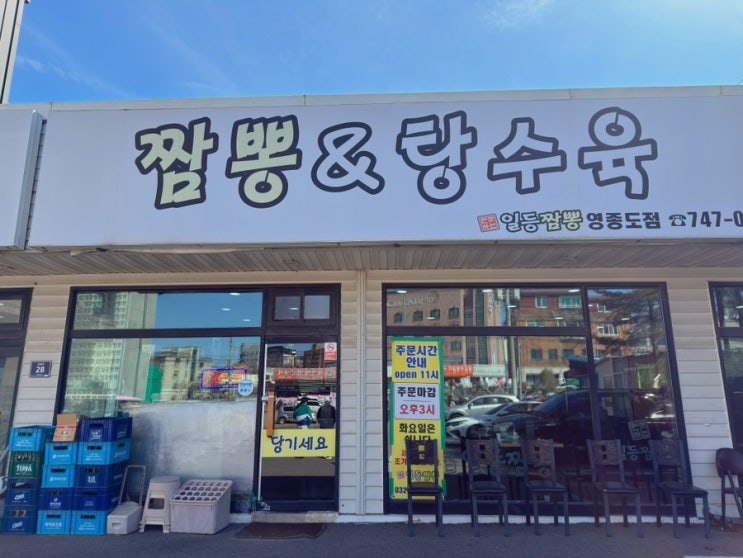 짬뽕&탕수육
일등짬뽕 영종도점 ☎747-0
28
당기세요
주문시간
안내
open 11시
주문마감
오후3시
화요일은
TERRA